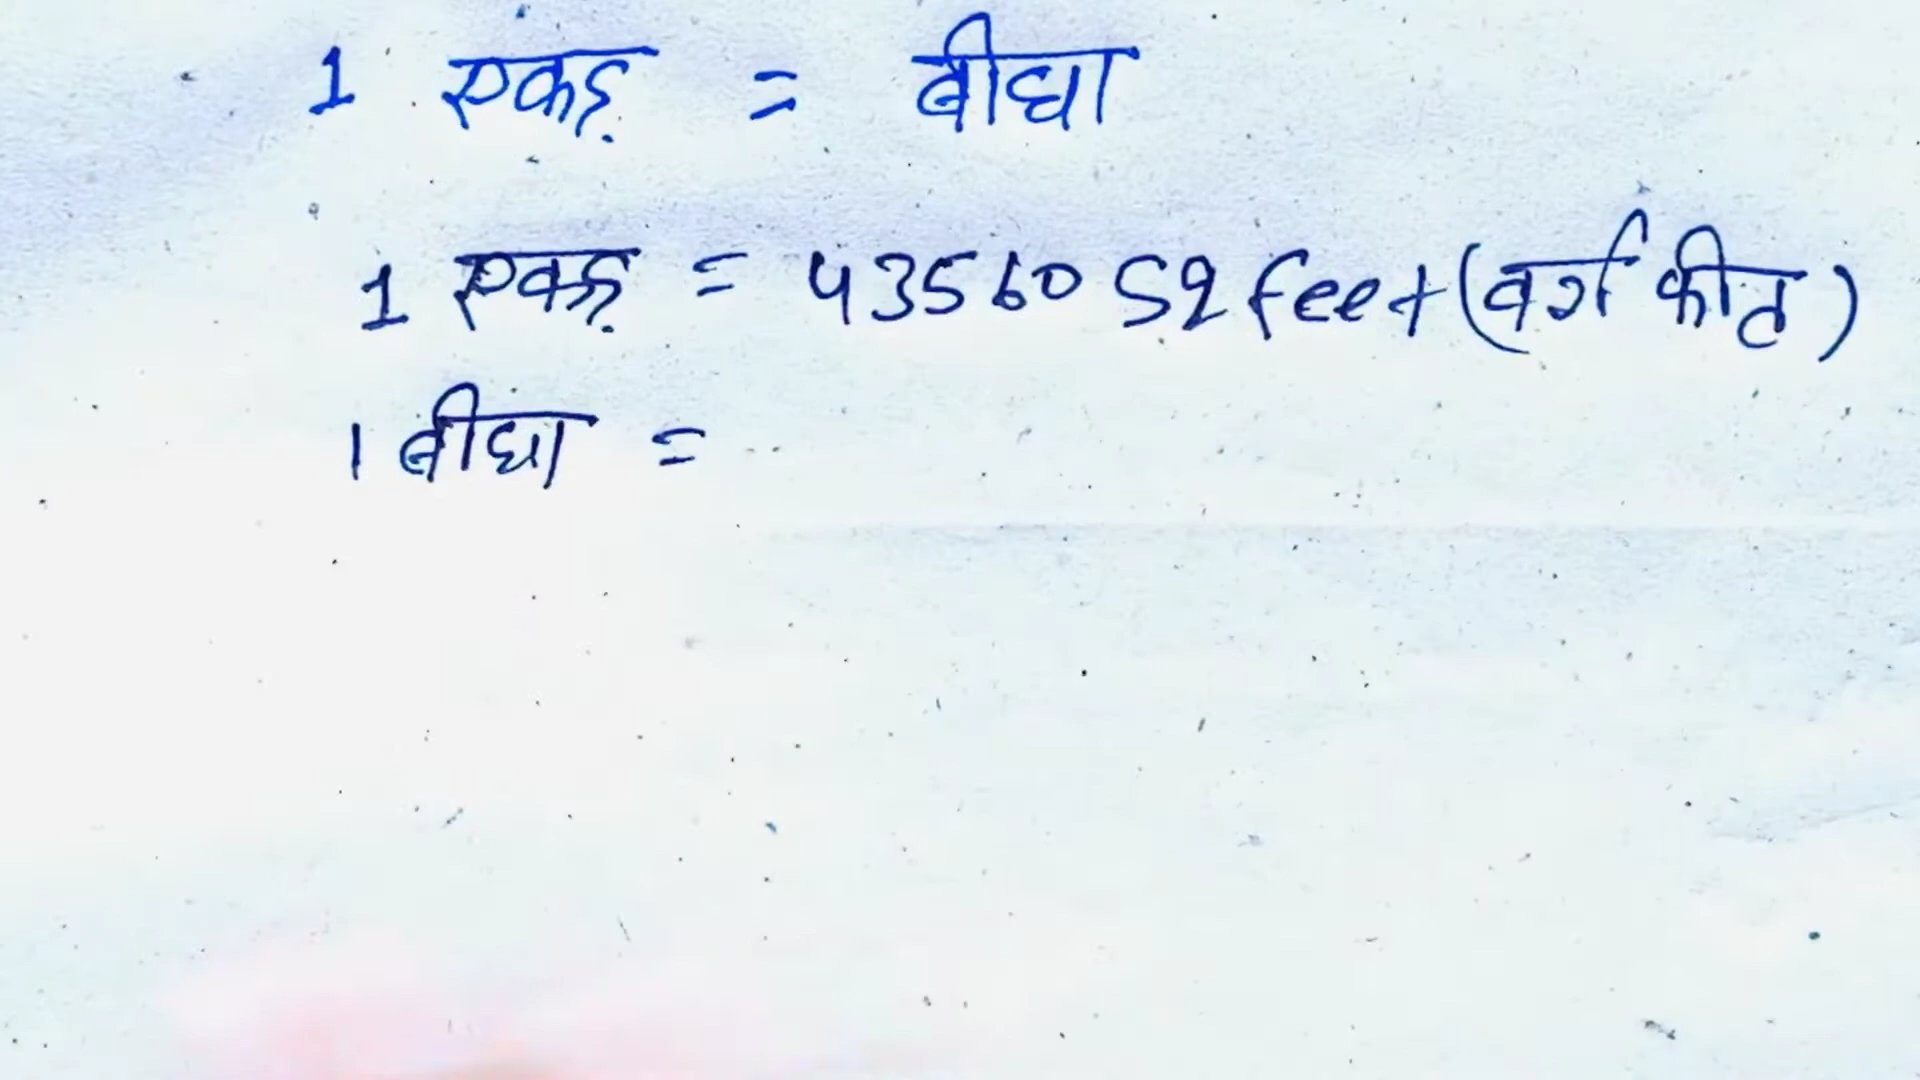 1 एकड़ = बीघा
1 एकड़ = 43560 Sq feet (वर्ग फीट)
1 बीघा =